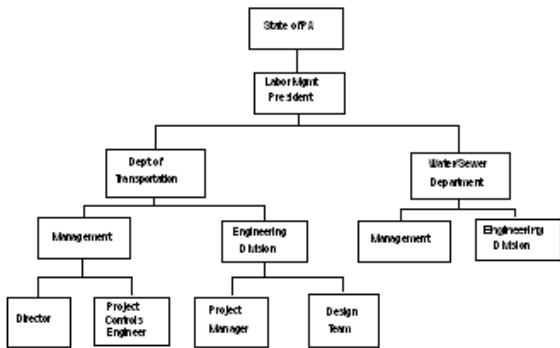 State of PA
Labor Mgmt
President
Dept of
Transportation
Water/Sewer
Department
Management
Engineering
Division
Management
Engineering
Division
Director
Project
Controls
Engineer
Project
Manager
Design
Team